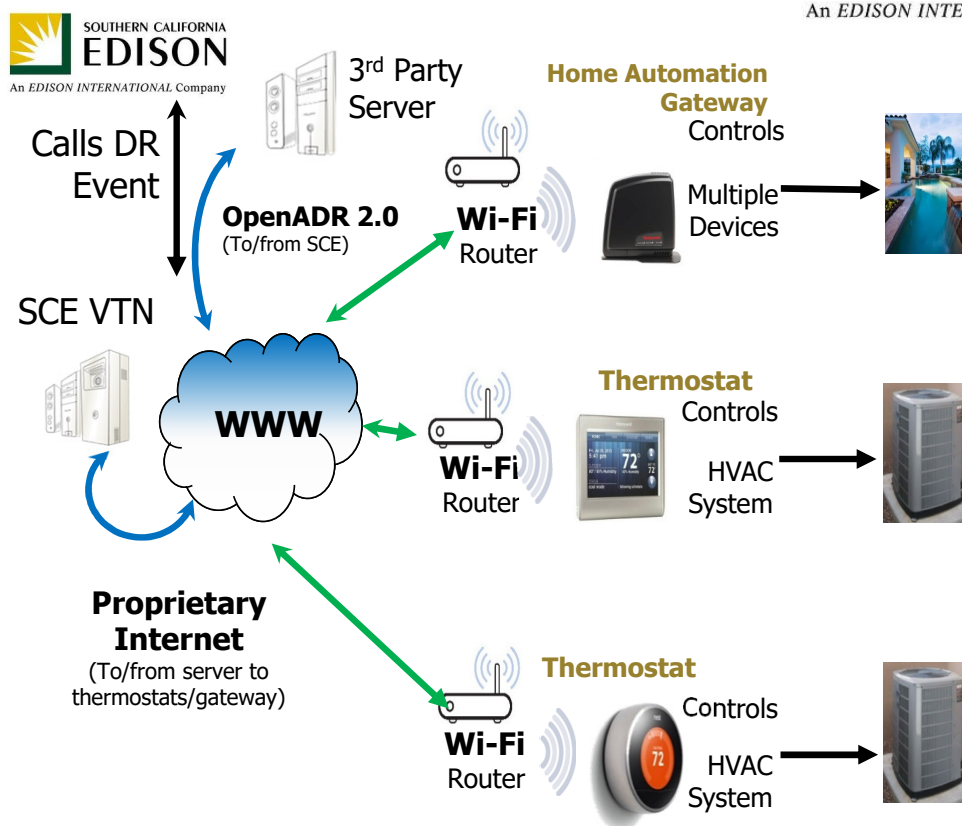 An EDISON INTE
SOUTHERN CALIFORNIA
EDISON
An EDISON INTERNATIONAL Company
3rd Party
Server
Calls DR
Event
OpenADR 2.0
(To/from SCE)
Wi-Fi
Router
Home Automation
Gateway
Controls
Multiple
Devices
SCE VTN
WWW
Wi-Fi
Router
Thermostat
Controls
72
HVAC
System
Proprietary
Internet
(To/from server to
thermostats/gateway)
Wi-Fi
Router
Thermostat
Controls
72
HVAC
System